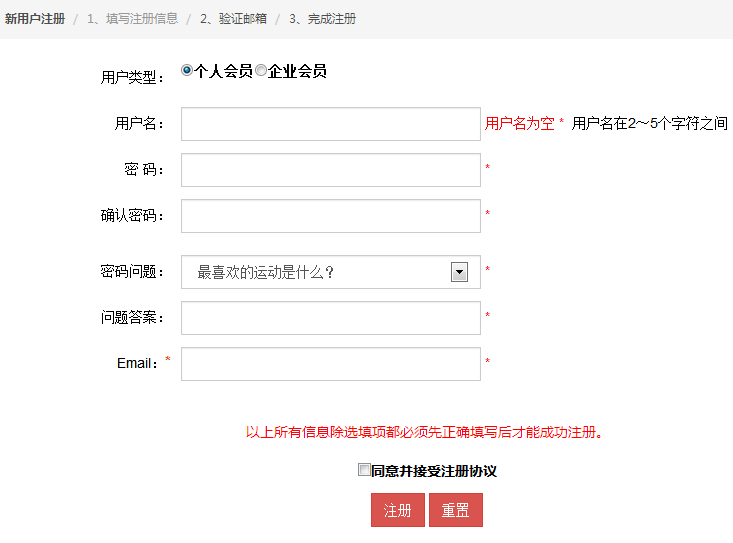 新用户注册 / 1、填写注册信息 / 2、验证邮箱 / 3、完成注册
用户类型： 个人会员 企业会员
用户名： 用户名为空 * 用户名在2～5个字符之间
密 码： *
确认密码： *
密码问题： 最喜欢的运动是什么? *
问题答案： *
Email：* *
以上所有信息除选填项都必须先正确填写后才能成功注册。
同意并接受注册协议
注册 重置